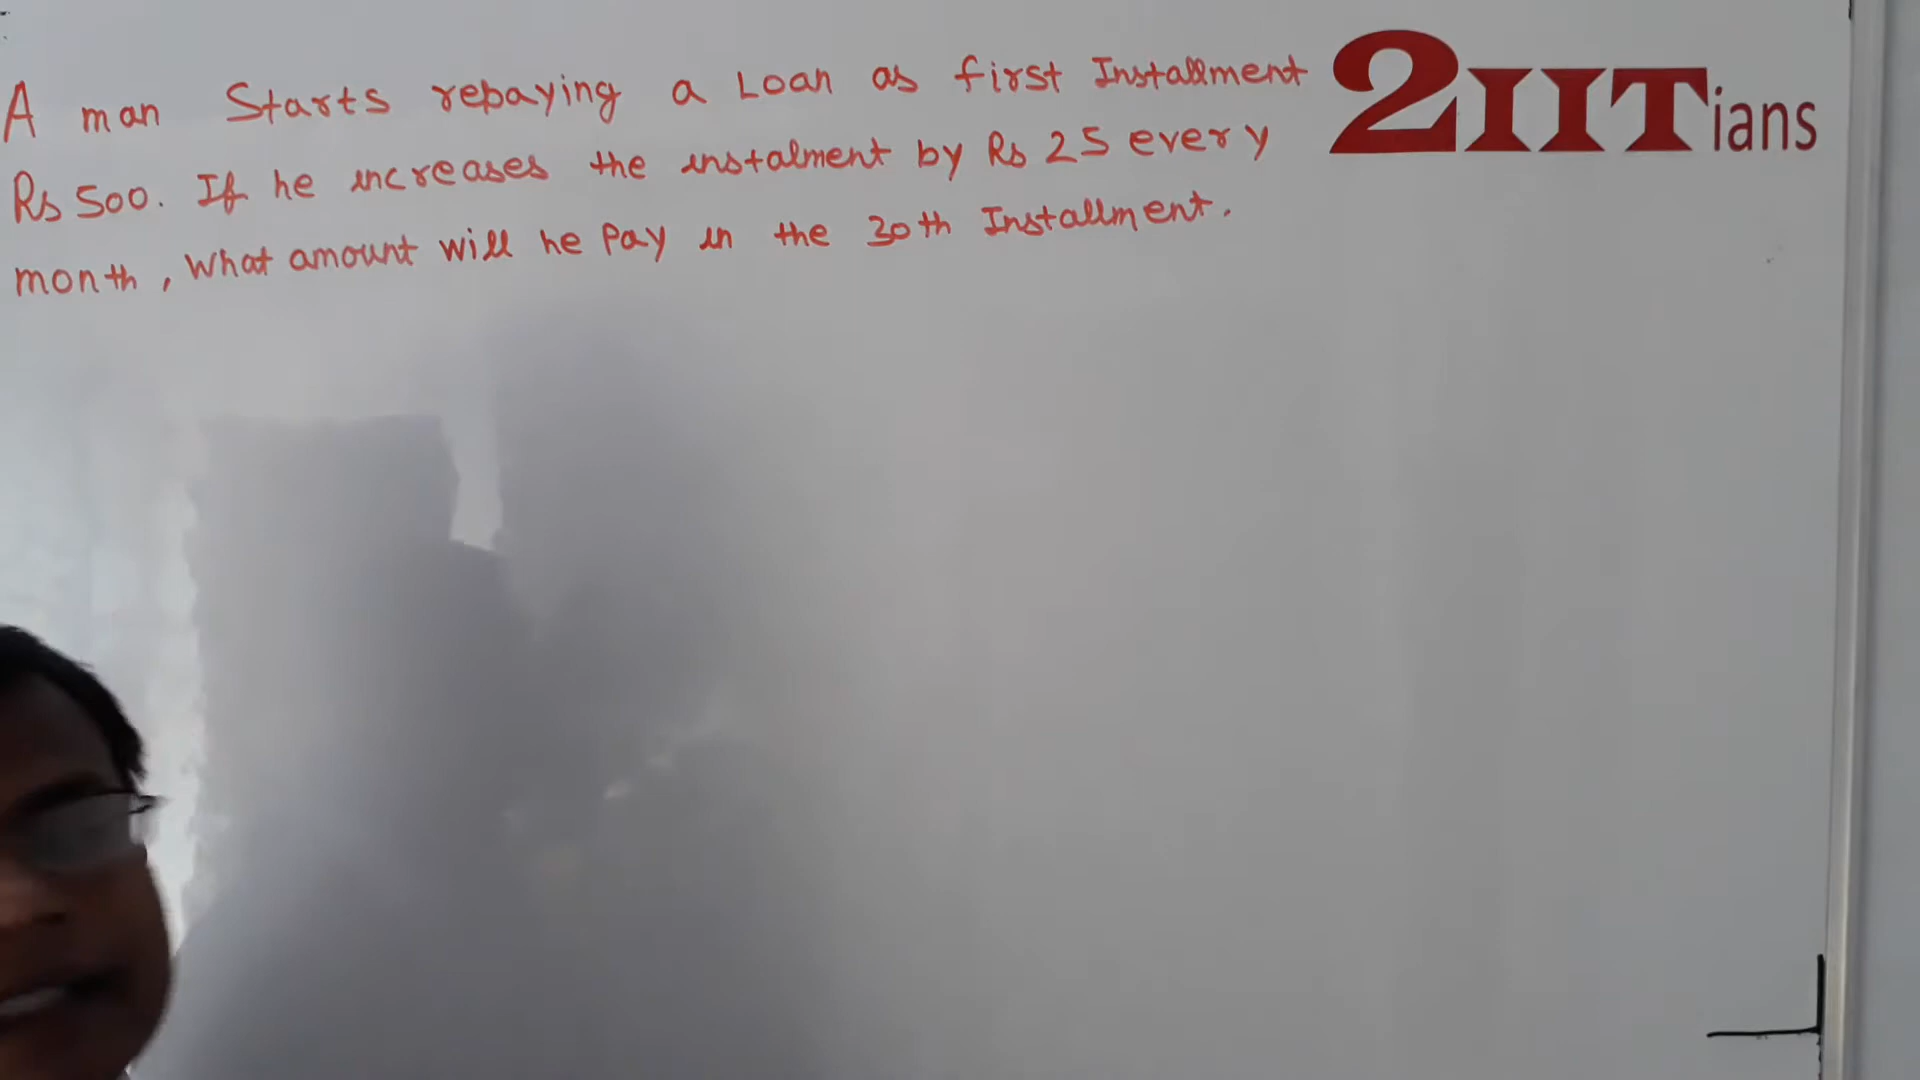 A man Starts repaying a Loan as first Installment
Rs 500. If he increases the instalment by Rs 25 every
month, What amount will he Pay in the 30th Installment.
2IITians